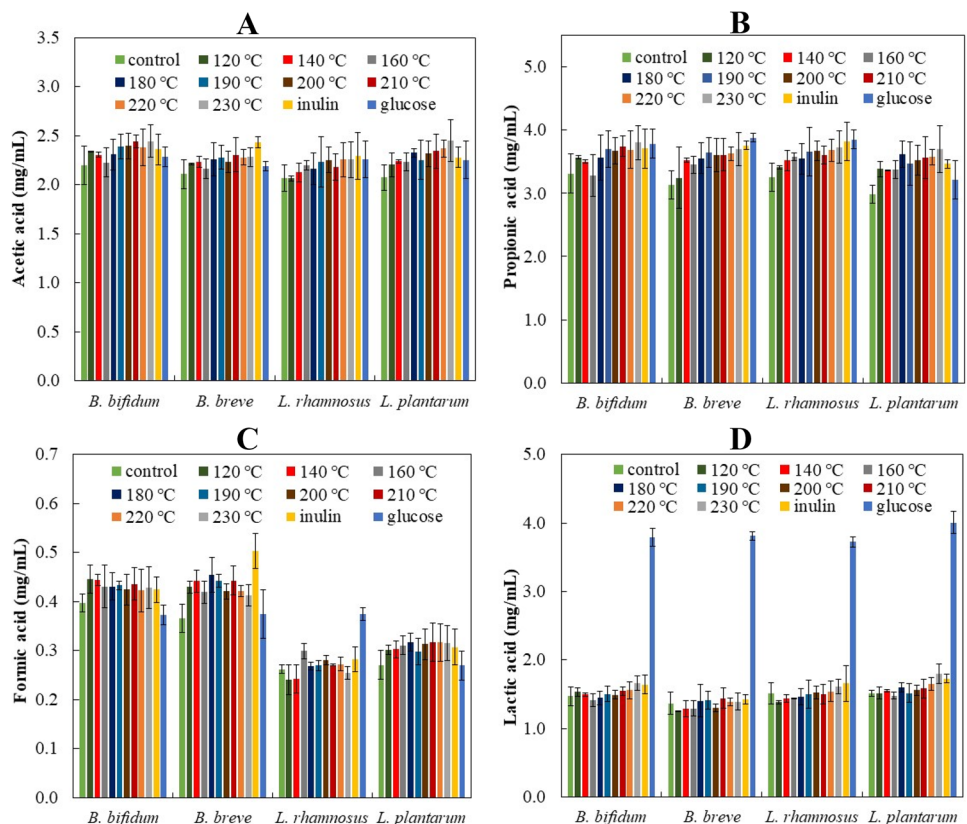 A
Acetic acid (mg/mL)
3.5
3.0
2.5
2.0
1.5
1.0
0.5
0.0
control 120 ℃ 140 ℃ 160 ℃
180 ℃ 190 ℃ 200 ℃ 210 ℃
220 ℃ 230 ℃ inulin glucose
B. bifidum B. breve L. rhamnosus L. plantarum
B
Propionic acid (mg/mL)
5.0
4.0
3.0
2.0
1.0
0.0
control 120 ℃ 140 ℃ 160 ℃
180 ℃ 190 ℃ 200 ℃ 210 ℃
220 ℃ 230 ℃ inulin glucose
B. bifidum B. breve L. rhamnosus L. plantarum
C
Formic acid (mg/mL)
0.7
0.6
0.5
0.4
0.3
0.2
0.1
0.0
control 120 ℃ 140 ℃ 160 ℃
180 ℃ 190 ℃ 200 ℃ 210 ℃
220 ℃ 230 ℃ inulin glucose
B. bifidum B. breve L. rhamnosus L. plantarum
D
Lactic acid (mg/mL)
5.0
4.0
3.0
2.0
1.0
0.0
control 120 ℃ 140 ℃ 160 ℃
180 ℃ 190 ℃ 200 ℃ 210 ℃
220 ℃ 230 ℃ inulin glucose
B. bifidum B. breve L. rhamnosus L. plantarum